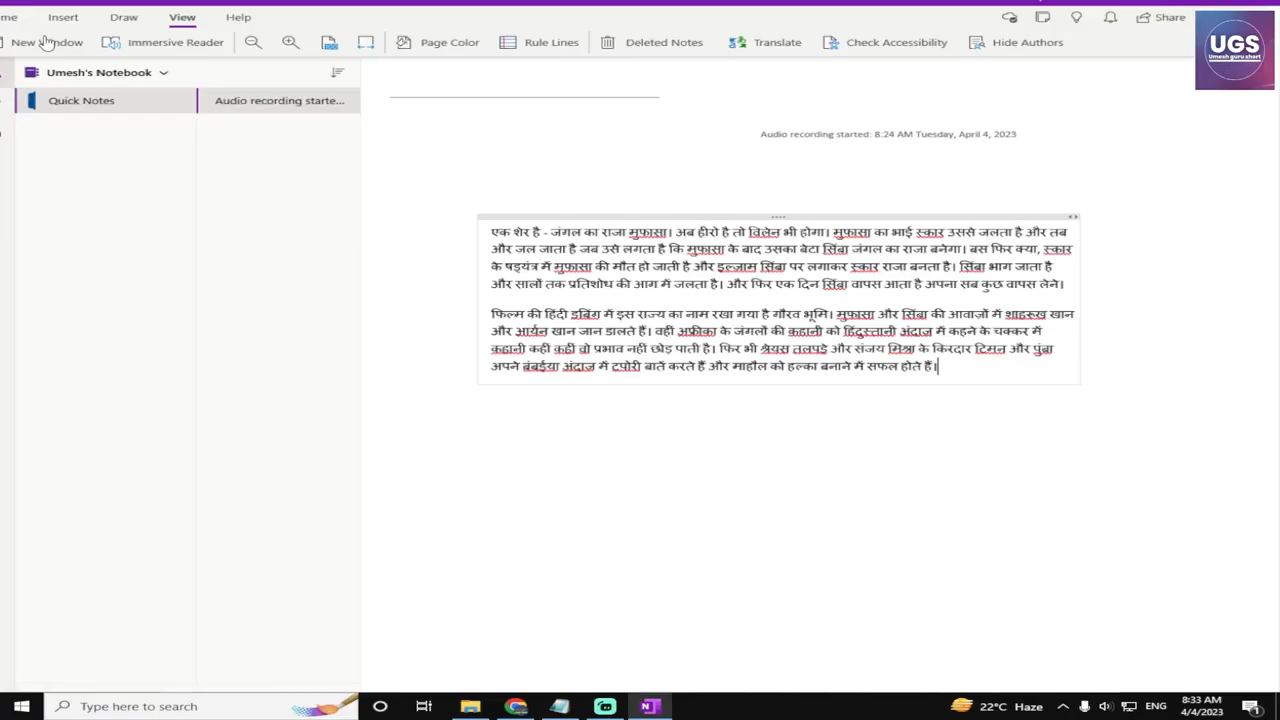 me Insert Draw View Help Share
New Window Immersive Reader Page Color Rule Lines Deleted Notes Translate Check Accessibility Hide Authors
UGS
Umesh guru short
Umesh's Notebook
Quick Notes Audio recording starte...
Audio recording started: 8:24 AM Tuesday, April 4, 2023
एक शेर है - जंगल का राजा मुफासा। अब हीरो है तो विलेन भी होगा। मुफासा का भाई स्कार उससे जलता है और तब
और जल जाता है जब उसे लगता है कि मुफासा के बाद उसका बेटा सिंबा जंगल का राजा बनेगा। बस फिर क्या, स्कार
के षड्यंत्र में मुफासा की मौत हो जाती है और इल्ज़ाम सिंबा पर लगाकर स्कार राजा बनता है। सिंबा भाग जाता है
और सालों तक प्रतिशोध की आग में जलता है। और फिर एक दिन सिंबा वापस आता है अपना सब कुछ वापस लेने।
फिल्म की हिंदी डबिंग में इस राज्य का नाम रखा गया है गौरव भूमि। मुफासा और सिंबा की आवाज़ों में शाहरूख खान
और आर्यन खान जान डालते हैं। वहीं अफ्रीका के जंगलों की कहानी को हिंदुस्तानी अंदाज़ में कहने के चक्कर में
कहानी कहीं कहीं वो प्रभाव नहीं छोड़ पाती है। फिर भी श्रेयस तलपड़े और संजय मिश्रा के किरदार टिमन और पुंबा
अपने बंबईया अंदाज़ में टपोरी बातें करते हैं और माहौल को हल्का बनाने में सफल होते हैं।
Type here to search 22°C Haze ENG 8:33 AM
4/4/2023